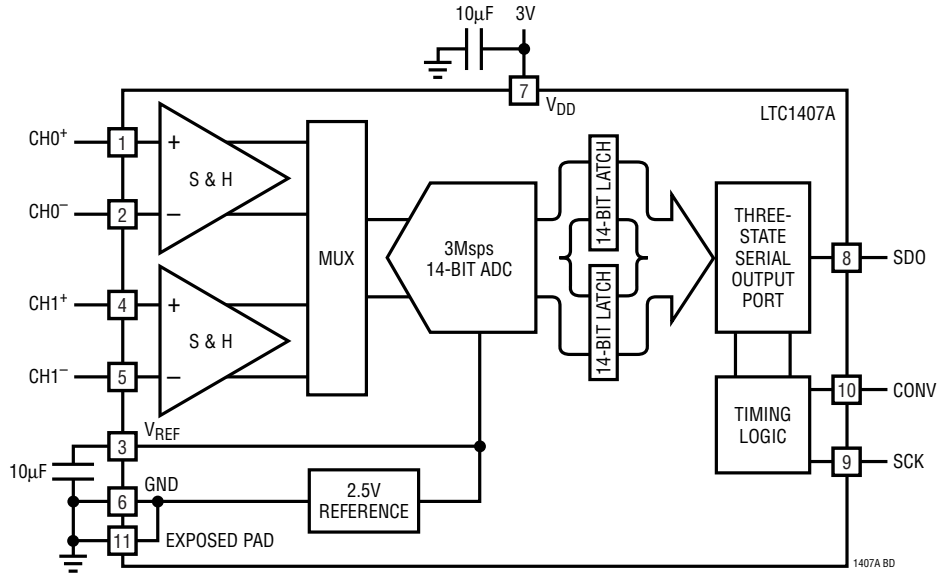 10μF 3V
7
VDD
LTC1407A
CH0+
1
+
S & H
CH0–
2
–
CH1+
4
+
S & H
CH1–
5
–
MUX
3Msps
14-BIT ADC
14-BIT LATCH
14-BIT LATCH
THREE-
STATE
SERIAL
OUTPUT
PORT
8
SDO
10
CONV
TIMING
LOGIC
9
SCK
VREF
3
10μF
GND
6
2.5V
REFERENCE
11
EXPOSED PAD
1407A BD